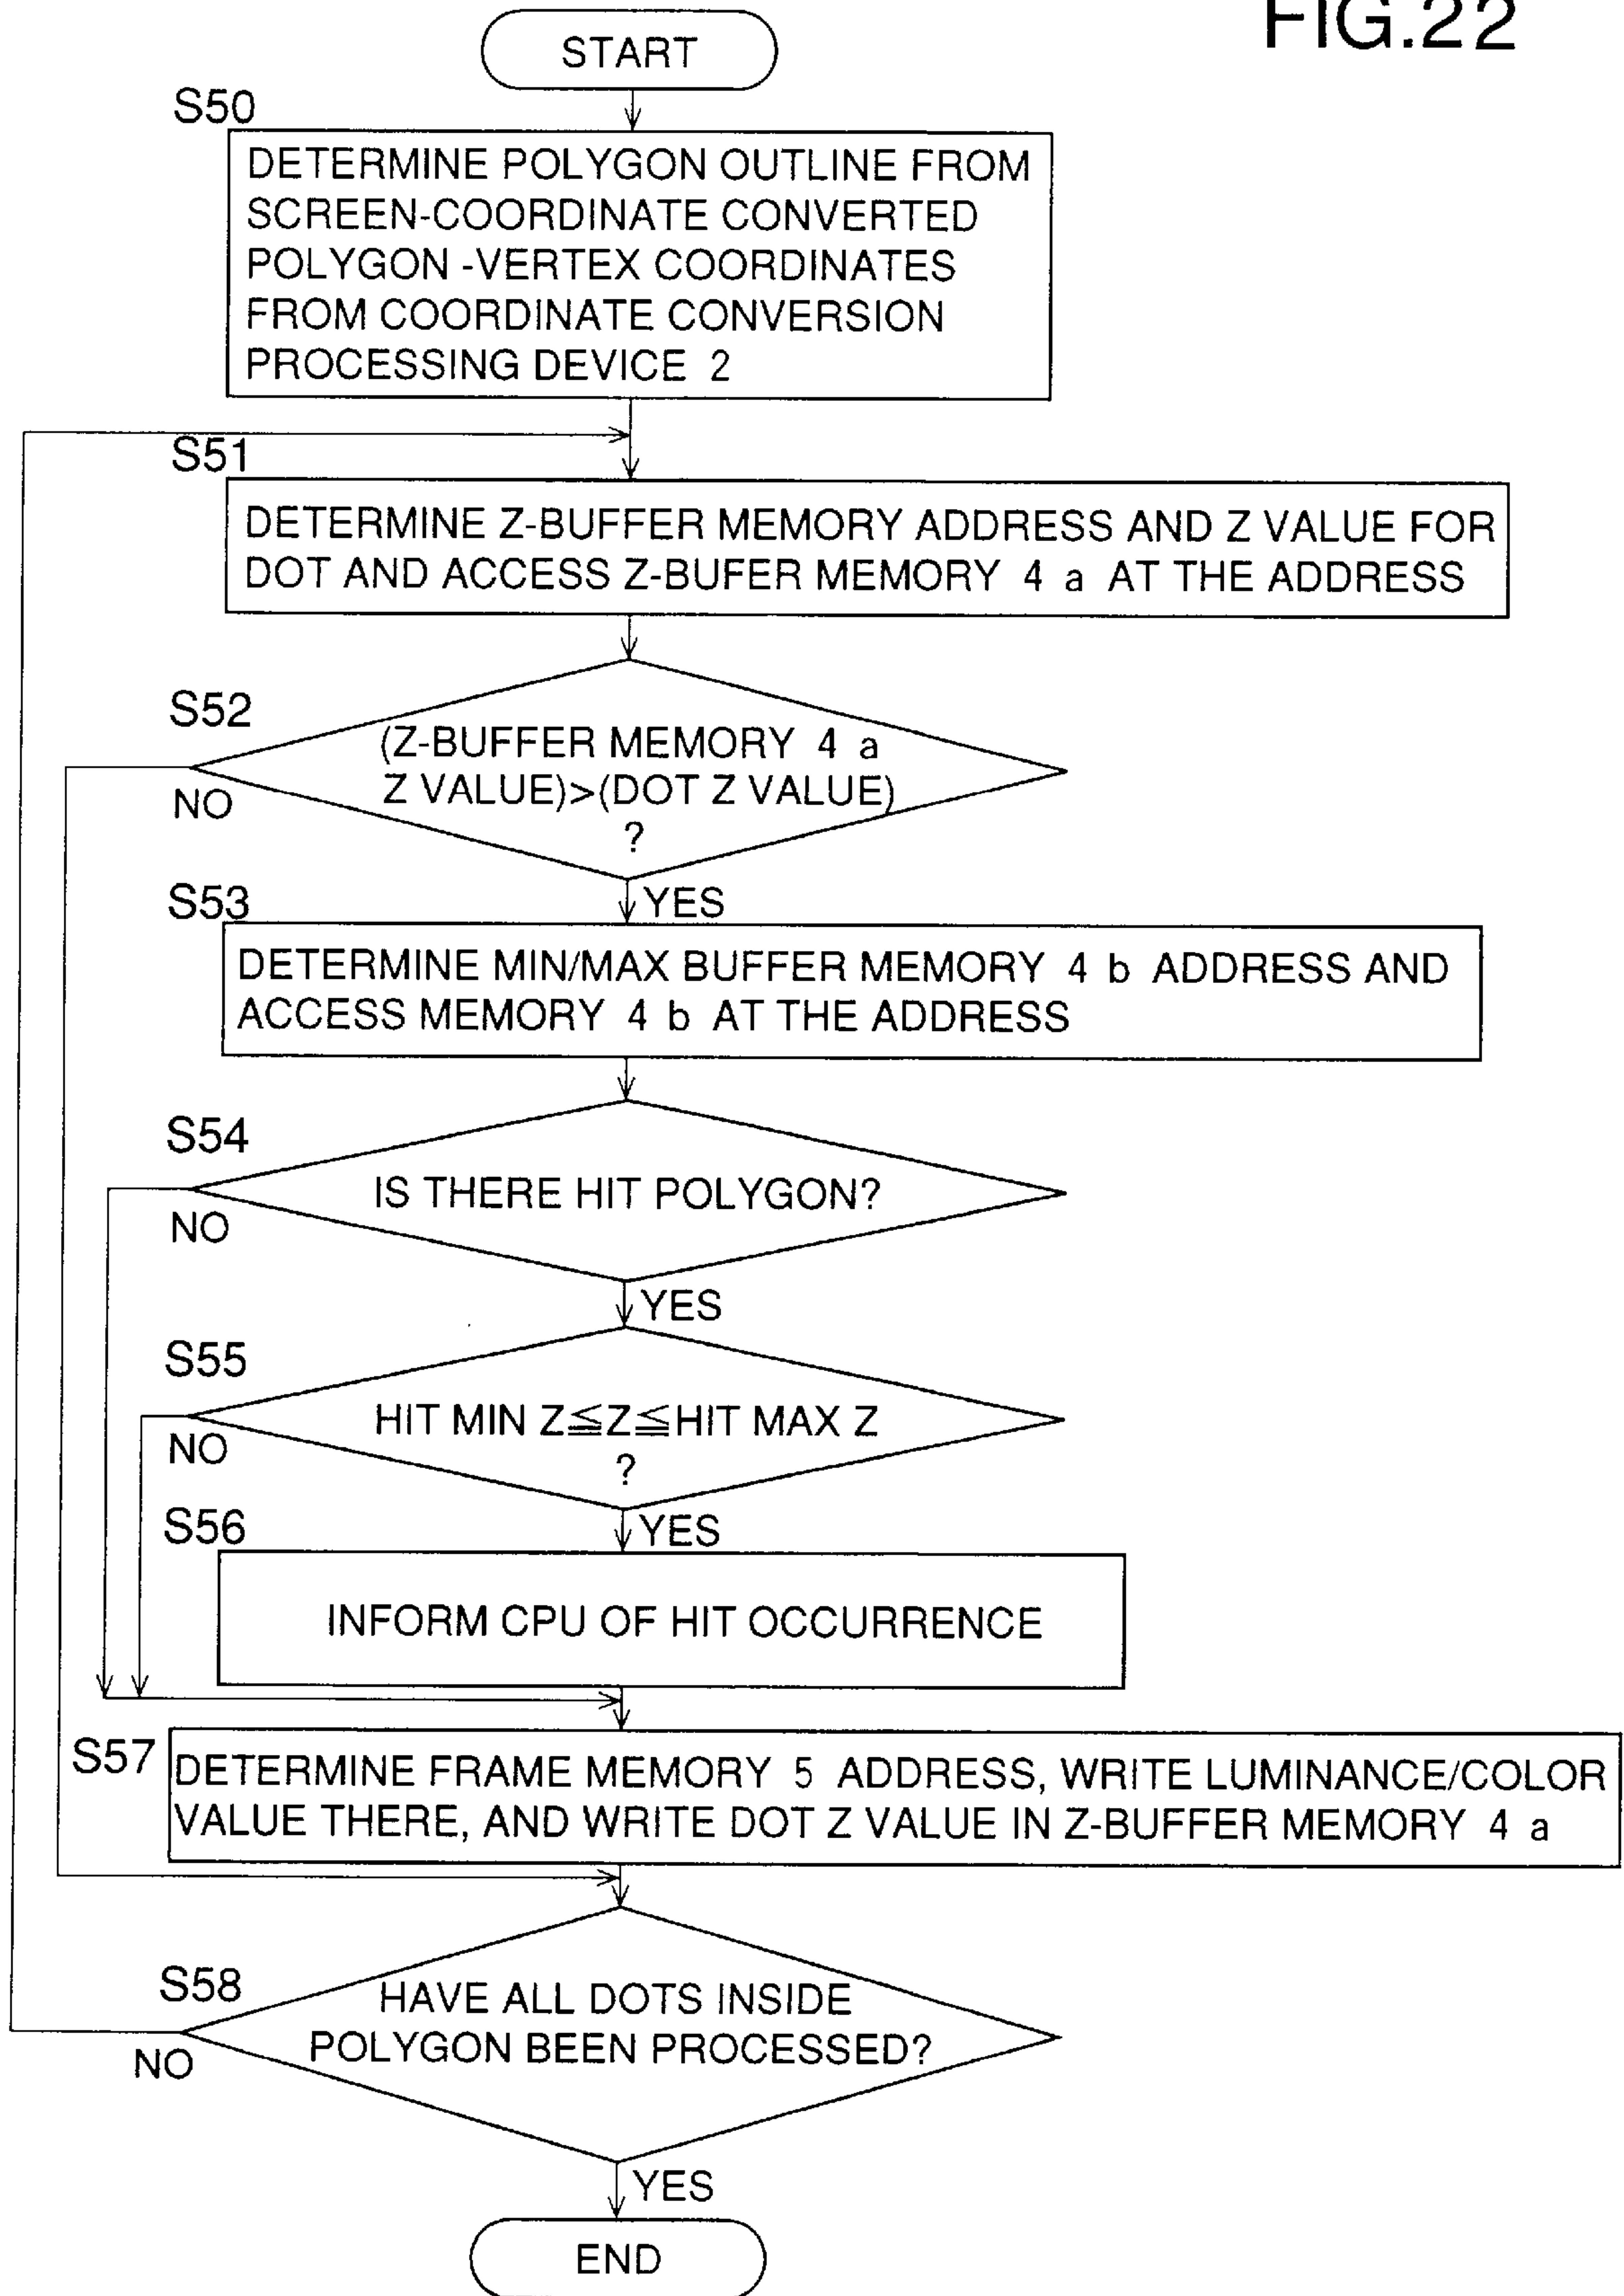 FIG.22
START
S50
DETERMINE POLYGON OUTLINE FROM
SCREEN-COORDINATE CONVERTED
POLYGON -VERTEX COORDINATES
FROM COORDINATE CONVERSION
PROCESSING DEVICE 2
S51
DETERMINE Z-BUFFER MEMORY ADDRESS AND Z VALUE FOR
DOT AND ACCESS Z-BUFER MEMORY 4 a AT THE ADDRESS
S52
(Z-BUFFER MEMORY 4 a
Z VALUE)>(DOT Z VALUE)
?
NO
YES
S53
DETERMINE MIN/MAX BUFFER MEMORY 4 b ADDRESS AND
ACCESS MEMORY 4 b AT THE ADDRESS
S54
IS THERE HIT POLYGON?
NO
YES
S55
HIT MIN Z≦Z≦HIT MAX Z
?
NO
YES
S56
INFORM CPU OF HIT OCCURRENCE
S57
DETERMINE FRAME MEMORY 5 ADDRESS, WRITE LUMINANCE/COLOR
VALUE THERE, AND WRITE DOT Z VALUE IN Z-BUFFER MEMORY 4 a
S58
HAVE ALL DOTS INSIDE
POLYGON BEEN PROCESSED?
NO
YES
END